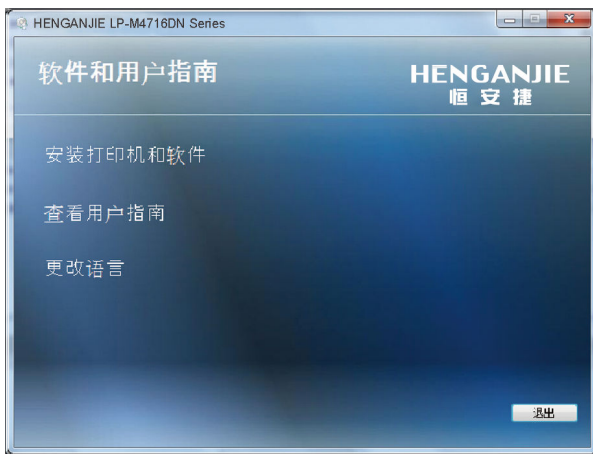 HENGANJIE LP-M4716DN Series
软件和用户指南
HENGANJIE
恒安捷
安装打印机和软件
查看用户指南
更改语言
退出